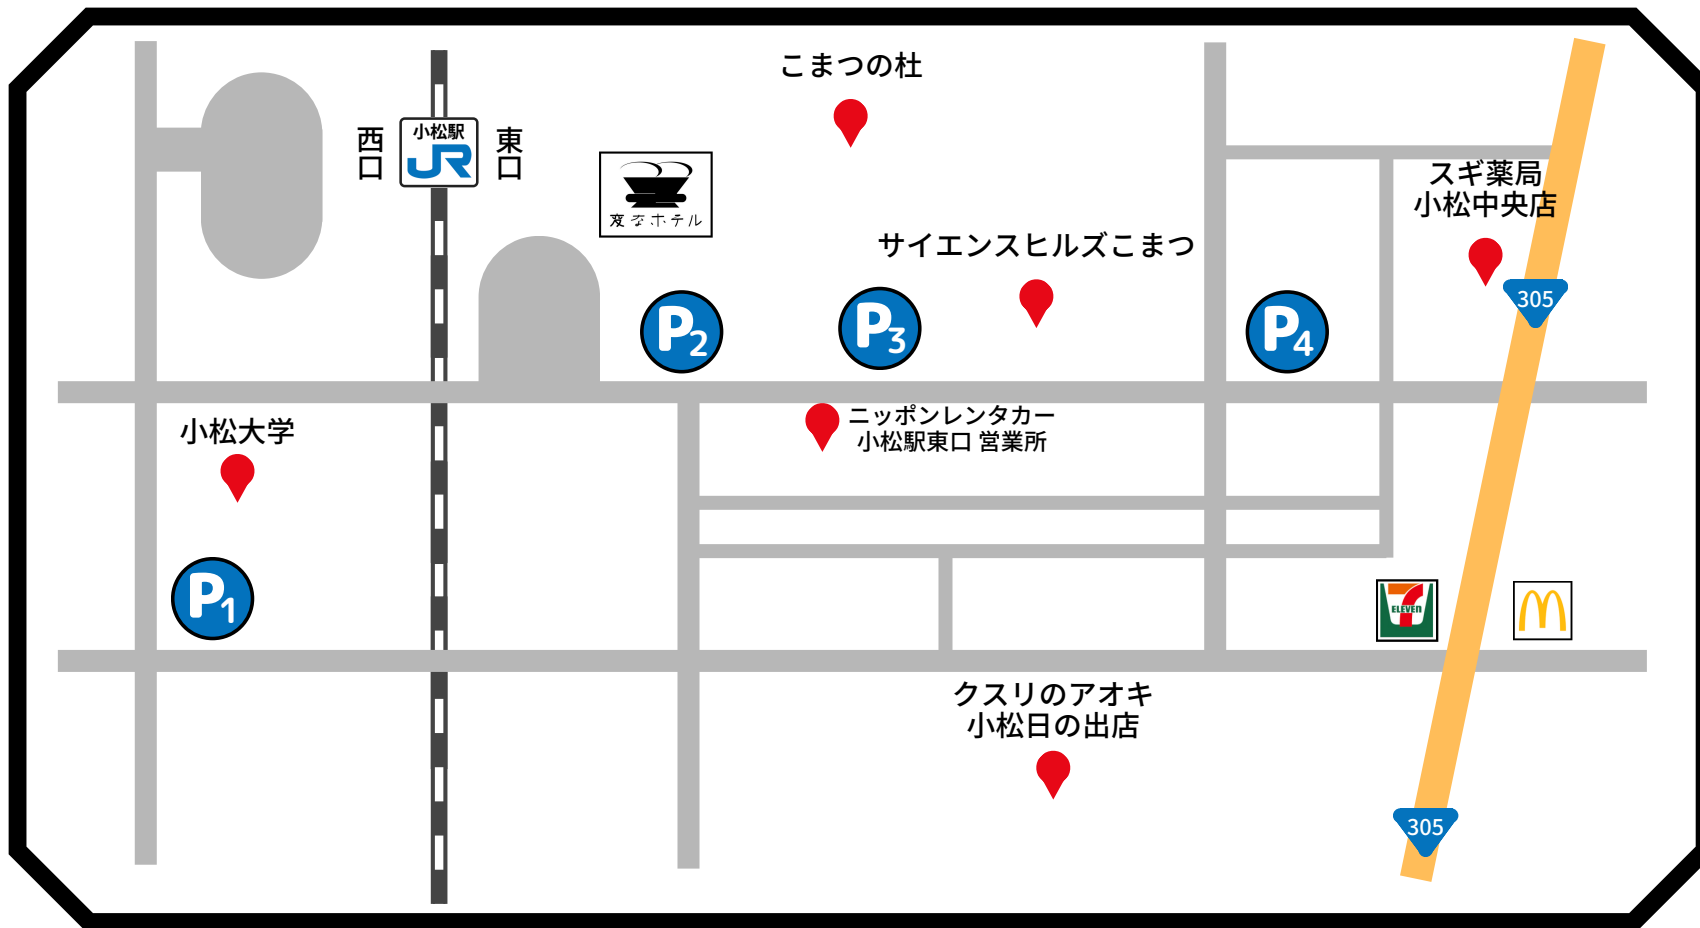 こまつの杜
小松駅
JR
西口
東口
変なホテル
スギ薬局
小松中央店
サイエンスヒルズこまつ
305
P2
P3
P4
ニッポンレンタカー
小松駅東口 営業所
小松大学
P1
7
ELEVEn
M
クスリのアオキ
小松日の出店
305